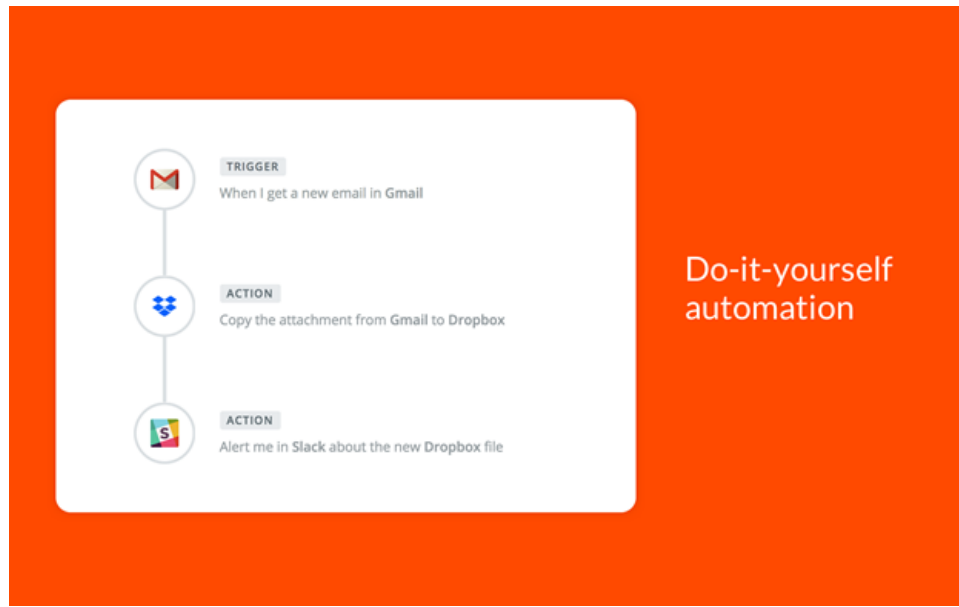 TRIGGER
When I get a new email in Gmail
ACTION
Copy the attachment from Gmail to Dropbox
S
ACTION
Alert me in Slack about the new Dropbox file
Do-it-yourself
automation